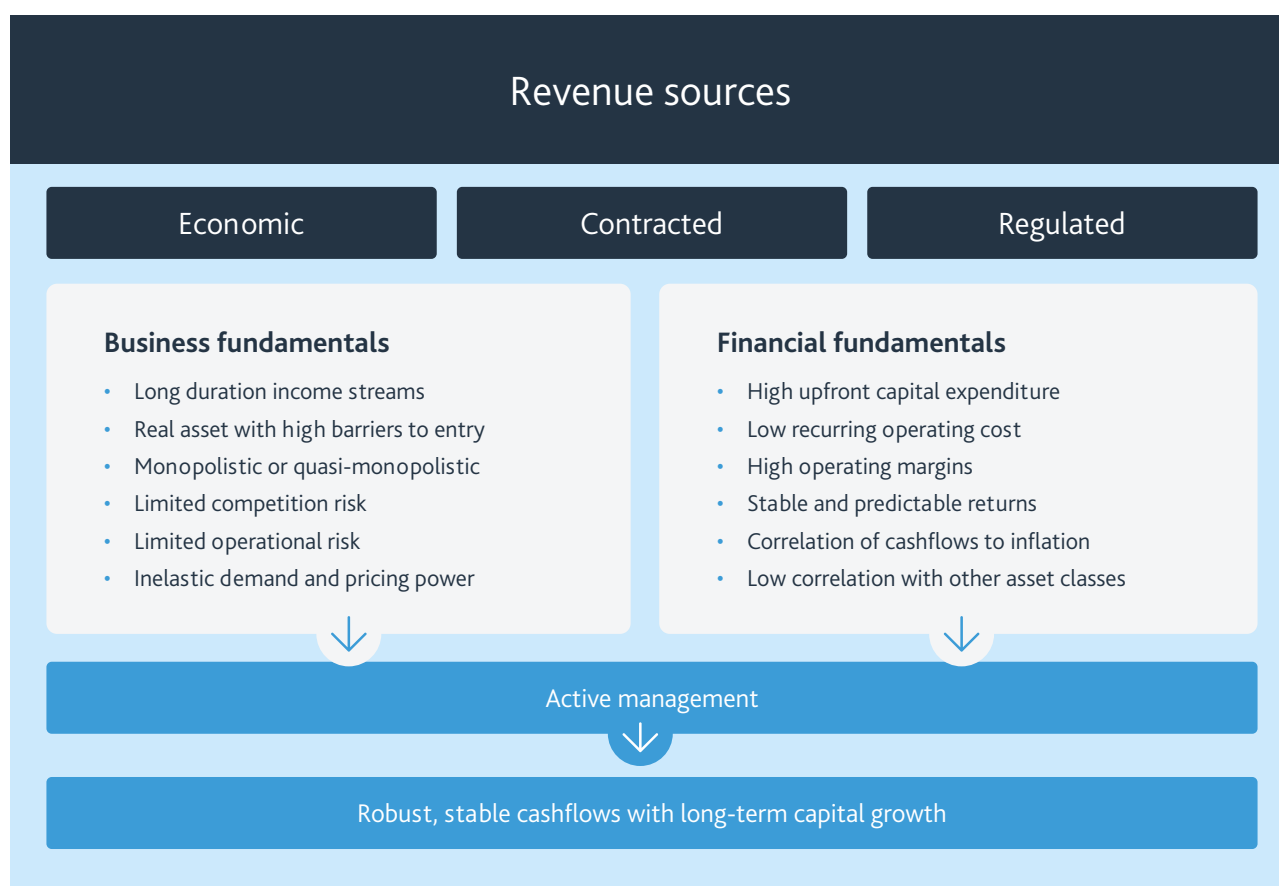 Revenue sources
Economic
Contracted
Regulated
Business fundamentals
• Long duration income streams
• Real asset with high barriers to entry
• Monopolistic or quasi-monopolistic
• Limited competition risk
• Limited operational risk
• Inelastic demand and pricing power
Financial fundamentals
• High upfront capital expenditure
• Low recurring operating cost
• High operating margins
• Stable and predictable returns
• Correlation of cashflows to inflation
• Low correlation with other asset classes
Active management
Robust, stable cashflows with long-term capital growth